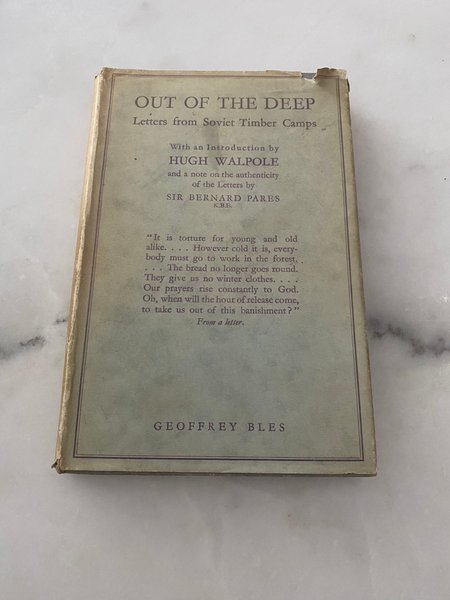 OUT OF THE DEEP
Letters from Soviet Timber Camps
With an Introduction by
HUGH WALPOLE
and a note on the authenticity
of the Letters by
SIR BERNARD PARES
K.B.E.
"It is torture for young and old
alike. . . . However cold it is, every-
body must go to work in the forest.
. . . . The bread no longer goes round.
They give us no winter clothes. . . .
Our prayers rise constantly to God.
Oh, when will the hour of release come,
to take us out of this banishment?"
From a letter.
GEOFFREY BLES